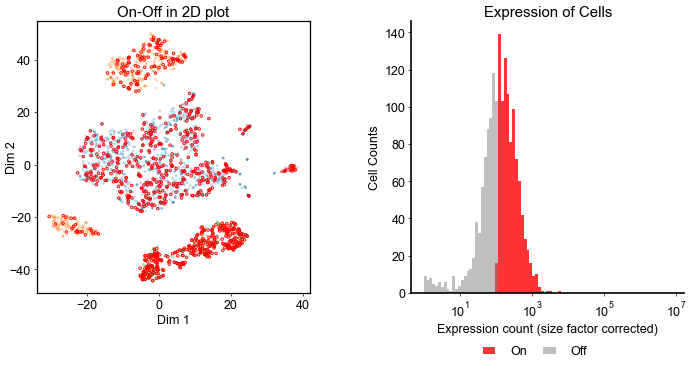 On-Off in 2D plot
Expression of Cells
Dim 2
40
20
0
−20
−40
−20
0
20
40
Dim 1
Cell Counts
140
120
100
80
60
40
20
0
10^1
10^3
10^5
10^7
Expression count (size factor corrected)
On
Off